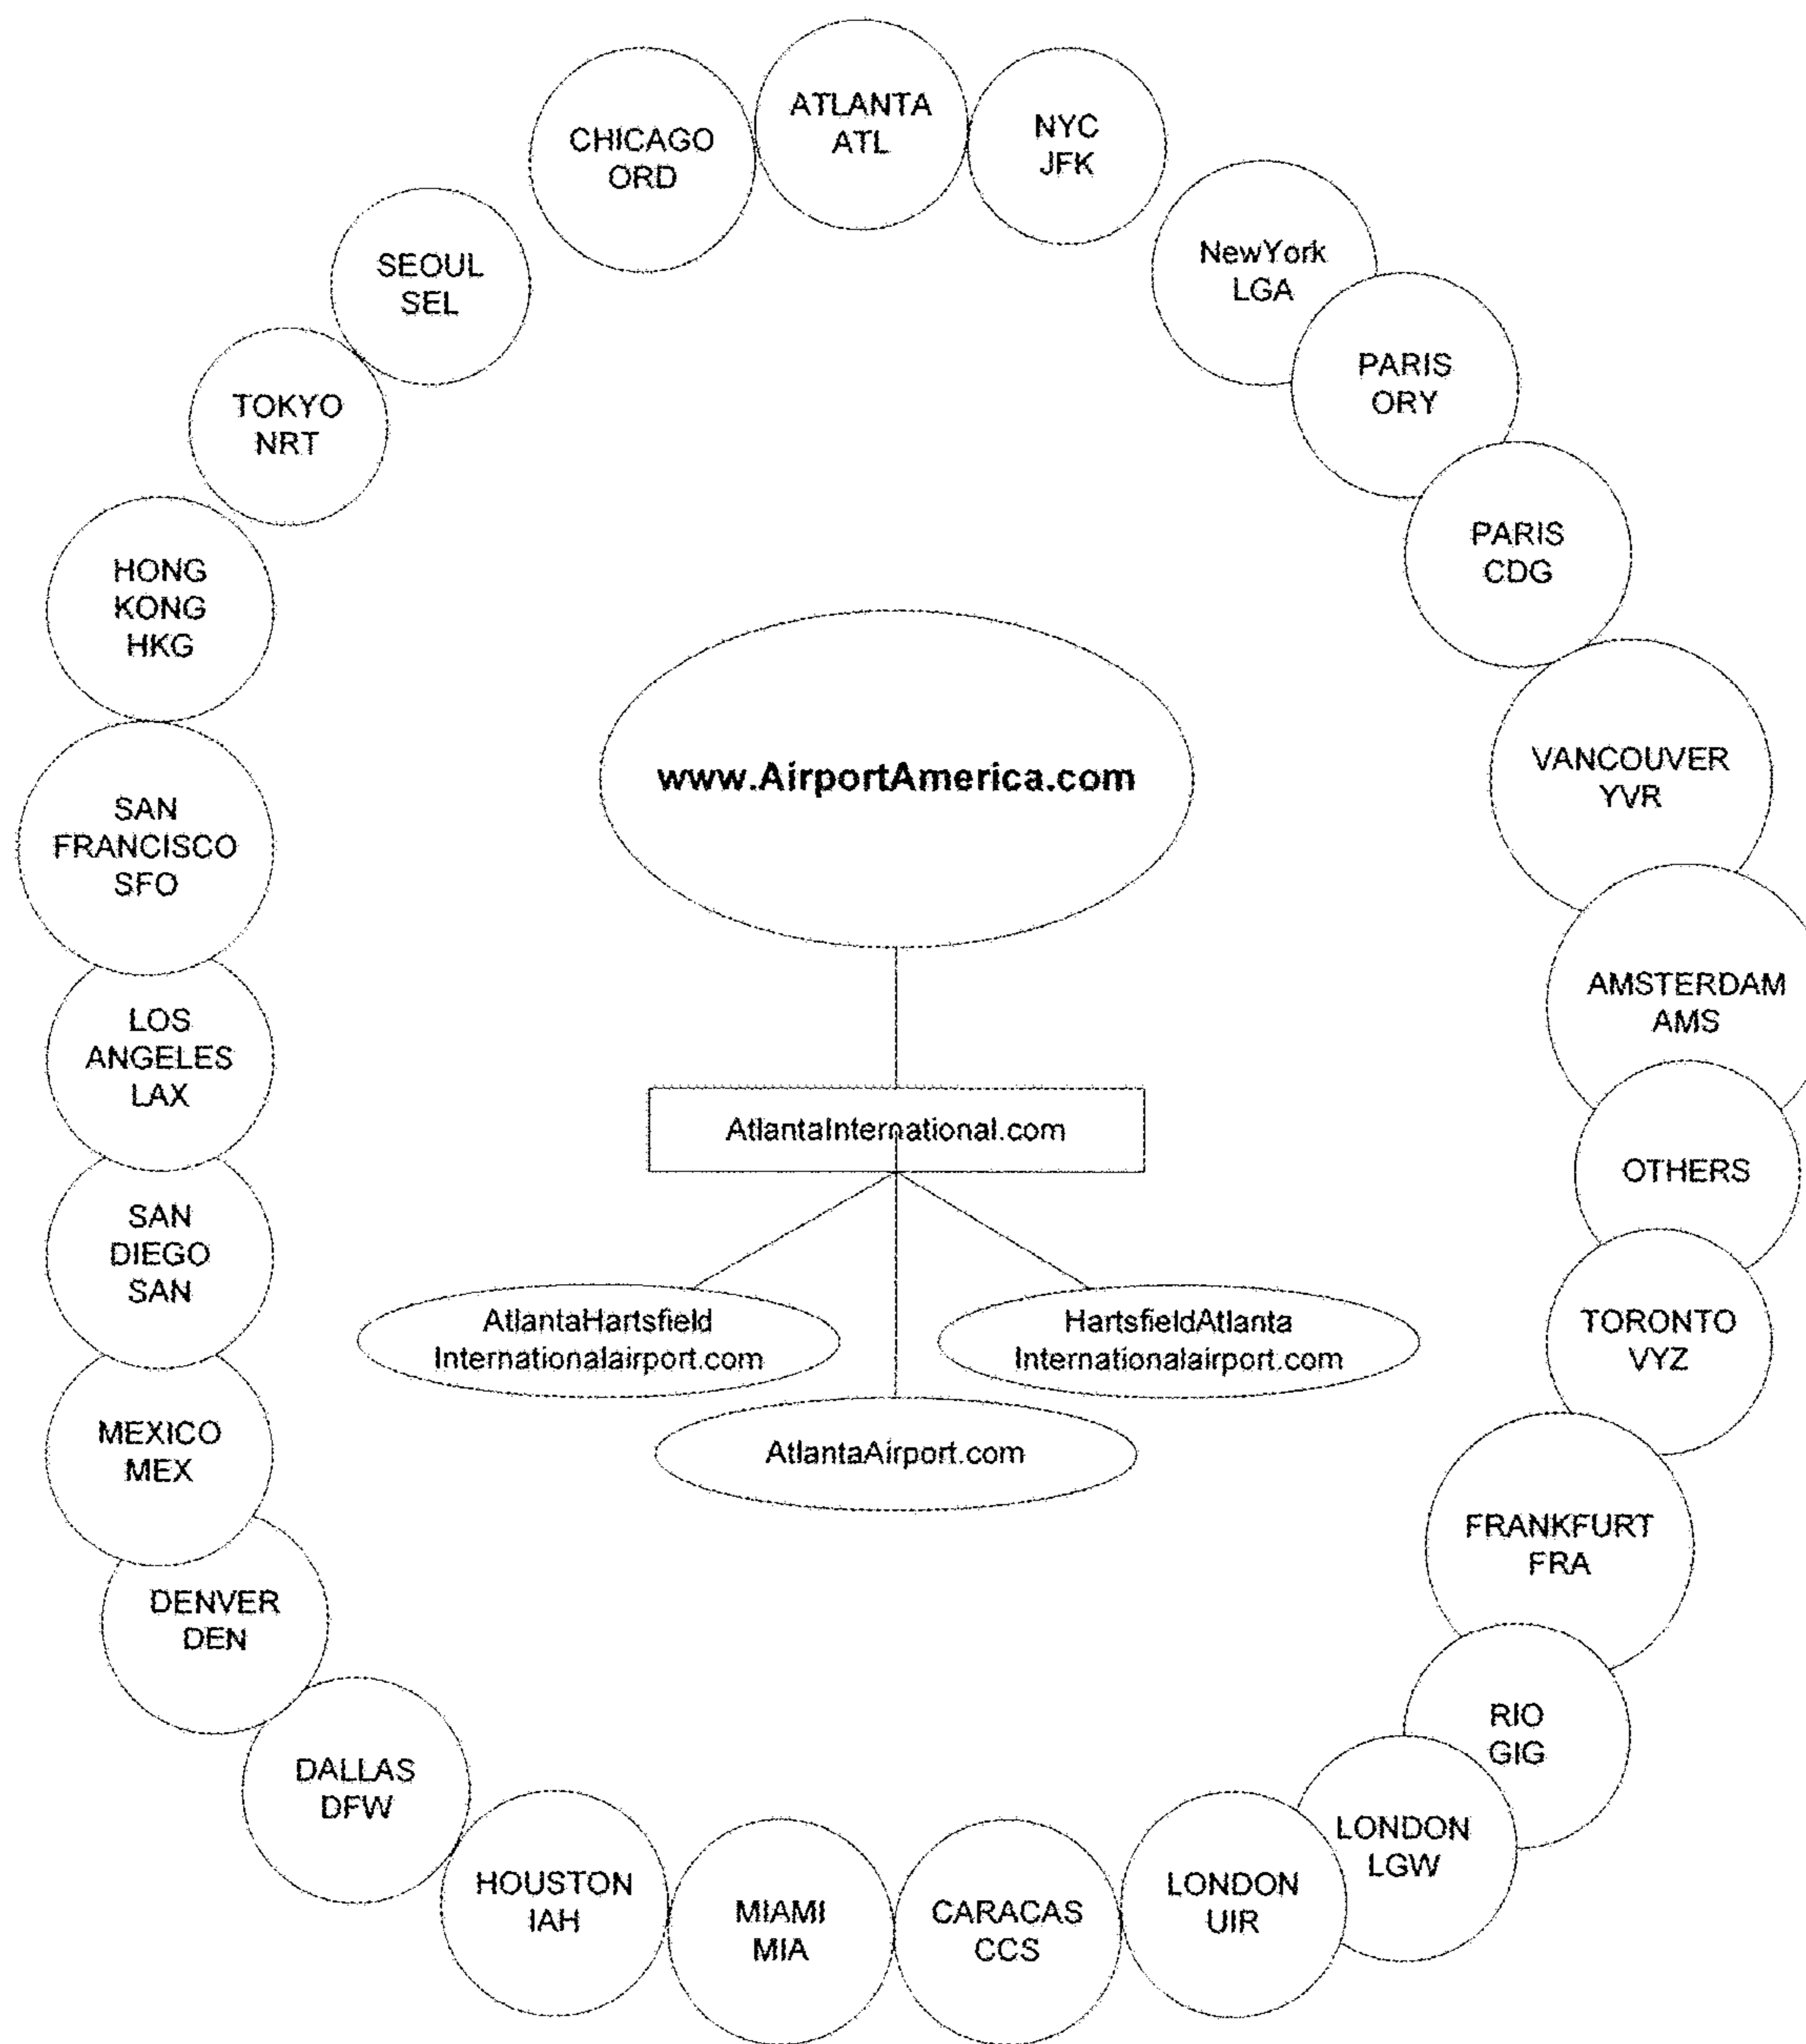 ATLANTA
ATL
NYC
JFK
NewYork
LGA
PARIS
ORY
PARIS
CDG
VANCOUVER
YVR
AMSTERDAM
AMS
OTHERS
TORONTO
VYZ
FRANKFURT
FRA
RIO
GIG
LONDON
LGW
LONDON
UIR
CARACAS
CCS
MIAMI
MIA
HOUSTON
IAH
DALLAS
DFW
DENVER
DEN
MEXICO
MEX
SAN
DIEGO
SAN
LOS
ANGELES
LAX
SAN
FRANCISCO
SFO
HONG
KONG
HKG
TOKYO
NRT
SEOUL
SEL
CHICAGO
ORD
www.AirportAmerica.com
AtlantaInternational.com
AtlantaHartsfield
Internationalairport.com
HartsfieldAtlanta
Internationalairport.com
AtlantaAirport.com